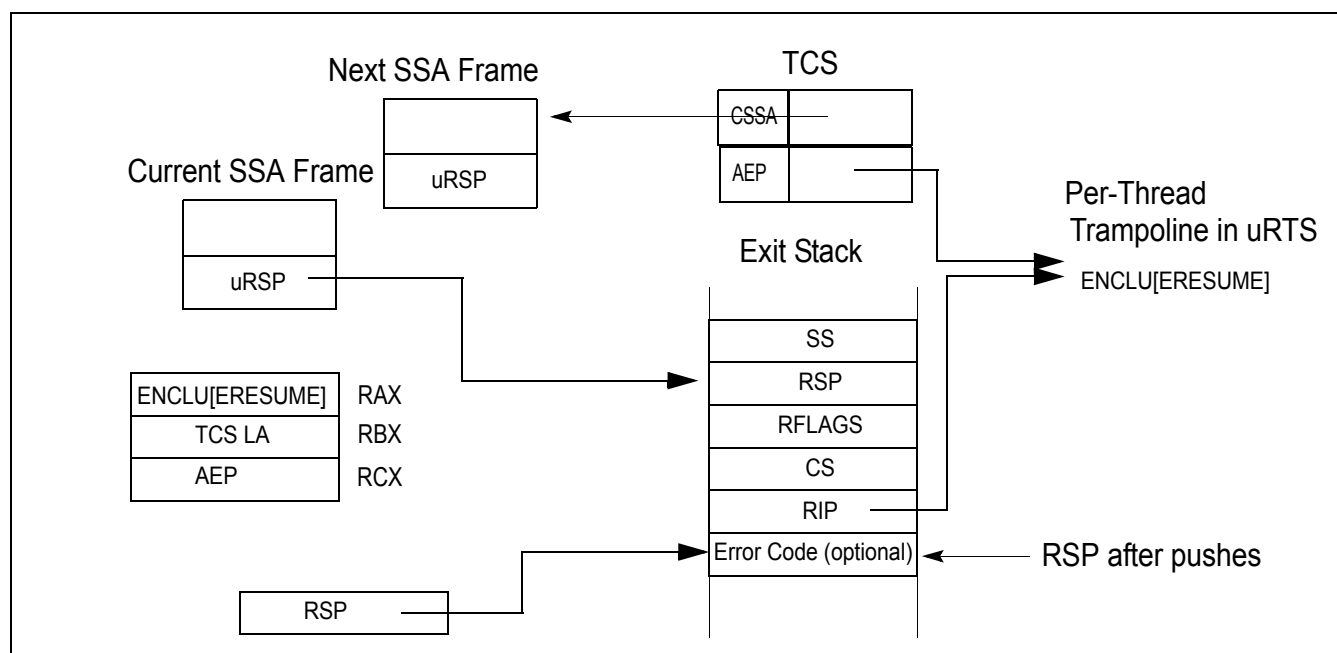 Next SSA Frame
TCS
CSSA
Current SSA Frame
uRSP
AEP
Per-Thread
Trampoline in uRTS
Exit Stack
uRSP
ENCLU[ERESUME]
SS
ENCLU[ERESUME] RAX
RSP
TCS LA RBX
RFLAGS
AEP RCX
CS
RIP
Error Code (optional)
RSP after pushes
RSP